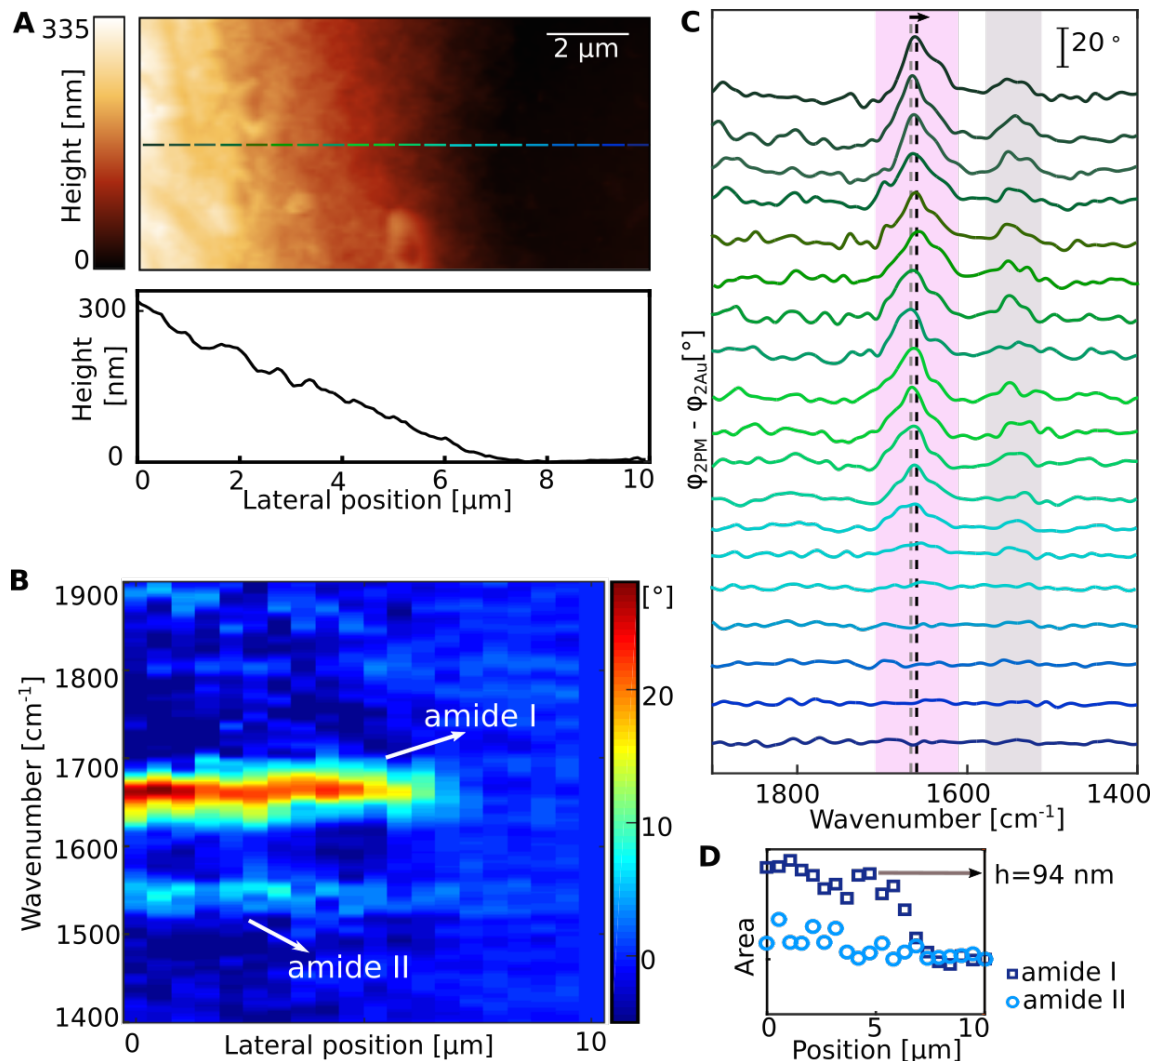 A
335
Height [nm]
0
2 μm
300
Height
[nm]
0
0 2 4 6 8 10
Lateral position [μm]
B
1900
1800
1700
1600
1500
1400
Wavenumber [cm⁻¹]
amide I
amide II
[°]
20
10
0
0 10
Lateral position [μm]
C
20 °
φ2PM - φ2Au[°]
1800 1600 1400
Wavenumber [cm⁻¹]
D
h=94 nm
Area
amide I
amide II
0 5 10
Position [μm]